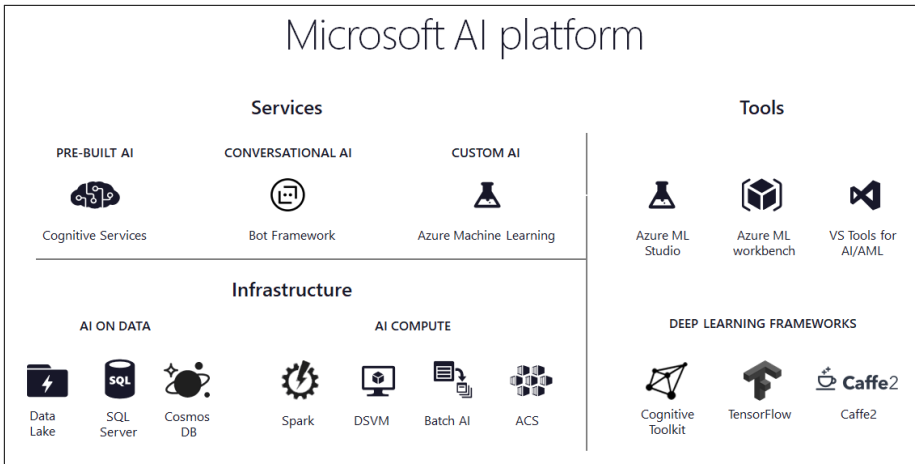 Microsoft AI platform
Services
PRE-BUILT AI
CONVERSATIONAL AI
CUSTOM AI
Cognitive Services
Bot Framework
Azure Machine Learning
Infrastructure
AI ON DATA
AI COMPUTE
SQL
Data
Lake
SQL
Server
Cosmos
DB
Spark
DSVM
Batch AI
ACS
Tools
Azure ML
Studio
Azure ML
workbench
VS Tools for
AI/AML
DEEP LEARNING FRAMEWORKS
Cognitive
Toolkit
TensorFlow
Caffe2
Caffe2